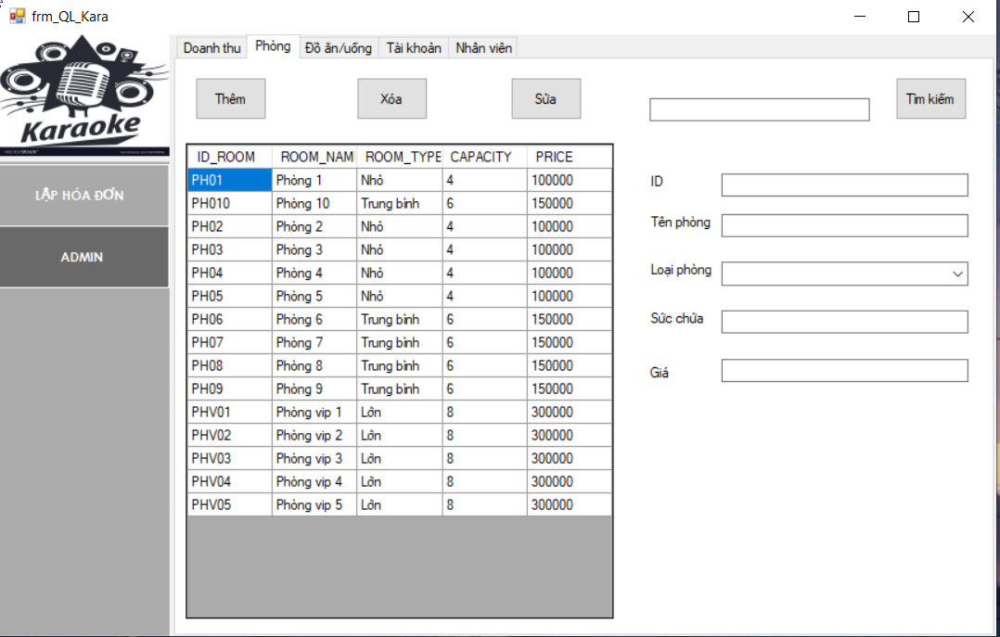 frm_QL_Kara
Karaoke
VectorStock
LẬP HÓA ĐƠN
ADMIN
Doanh thu Phòng Đồ ăn/uống Tài khoản Nhân viên
Thêm Xóa Sửa Tìm kiếm
ID_ROOM ROOM_NAM ROOM_TYPE CAPACITY PRICE
PH01 Phòng 1 Nhỏ 4 100000
PH010 Phòng 10 Trung bình 6 150000
PH02 Phòng 2 Nhỏ 4 100000
PH03 Phòng 3 Nhỏ 4 100000
PH04 Phòng 4 Nhỏ 4 100000
PH05 Phòng 5 Nhỏ 4 100000
PH06 Phòng 6 Trung bình 6 150000
PH07 Phòng 7 Trung bình 6 150000
PH08 Phòng 8 Trung bình 6 150000
PH09 Phòng 9 Trung bình 6 150000
PHV01 Phòng vip 1 Lớn 8 300000
PHV02 Phòng vip 2 Lớn 8 300000
PHV03 Phòng vip 3 Lớn 8 300000
PHV04 Phòng vip 4 Lớn 8 300000
PHV05 Phòng vip 5 Lớn 8 300000
ID
Tên phòng
Loại phòng
Sức chứa
Giá